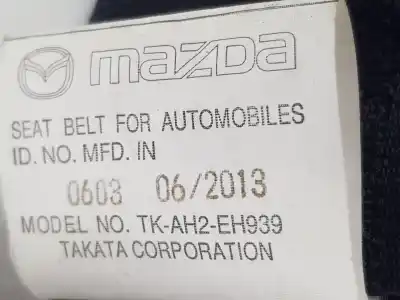 mazDa
SEAT BELT FOR AUTOMOBILES
ID. NO. MFD. IN
0603 06/2013
MODEL NO. TK-AH2-EH939
TAKATA CORPORATION